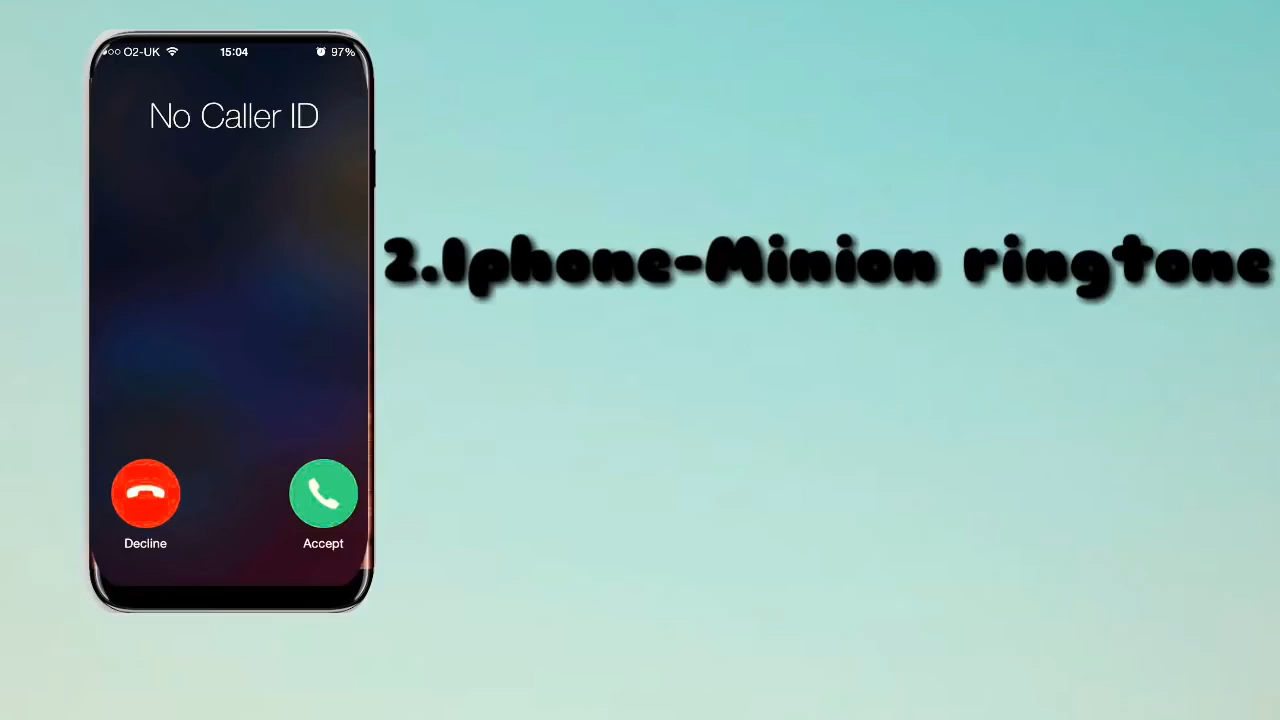 O2-UK 15:04 97%
No Caller ID
2.Iphone-Minion ringtone
Decline Accept